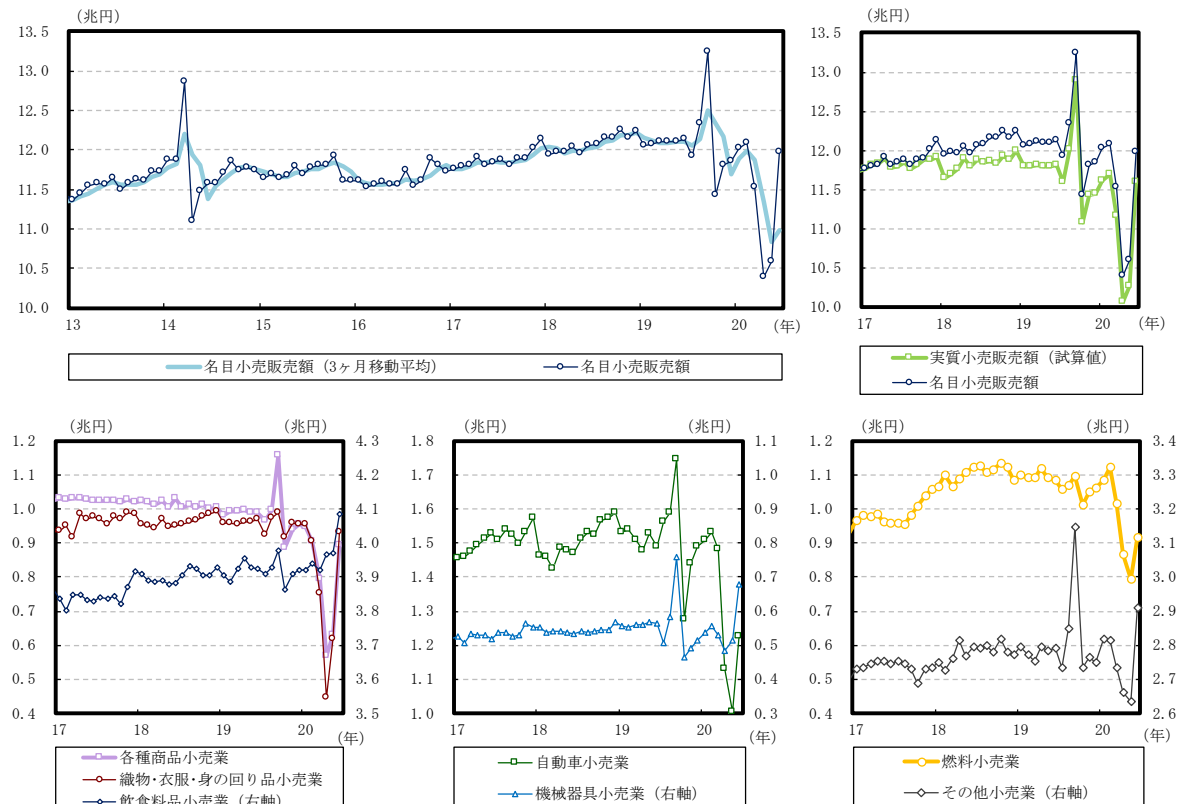 （兆円）
13.5
13.0
12.5
12.0
11.5
11.0
10.5
10.0
13 14 15 16 17 18 19 20 （年）
名目小売販売額（3ヶ月移動平均） 名目小売販売額
（兆円）
13.5
13.0
12.5
12.0
11.5
11.0
10.5
10.0
17 18 19 20 （年）
実質小売販売額（試算値）
名目小売販売額
（兆円） （兆円）
1.2 4.3
1.1 4.2
1.0 4.1
0.9 4.0
0.8 3.9
0.7 3.8
0.6 3.7
0.5 3.6
0.4 3.5
17 18 19 20 （年）
各種商品小売業
織物・衣服・身の回り品小売業
飲食料品小売業（右軸）
（兆円） （兆円）
1.8 1.1
1.7 1.0
1.6 0.9
1.5 0.8
1.4 0.7
1.3 0.6
1.2 0.5
1.1 0.4
1.0 0.3
17 18 19 20 （年）
自動車小売業
機械器具小売業（右軸）
（兆円） （兆円）
1.2 3.4
1.1 3.3
1.0 3.2
0.9 3.1
0.8 3.0
0.7 2.9
0.6 2.8
0.5 2.7
0.4 2.6
17 18 19 20 （年）
燃料小売業
その他小売業（右軸）